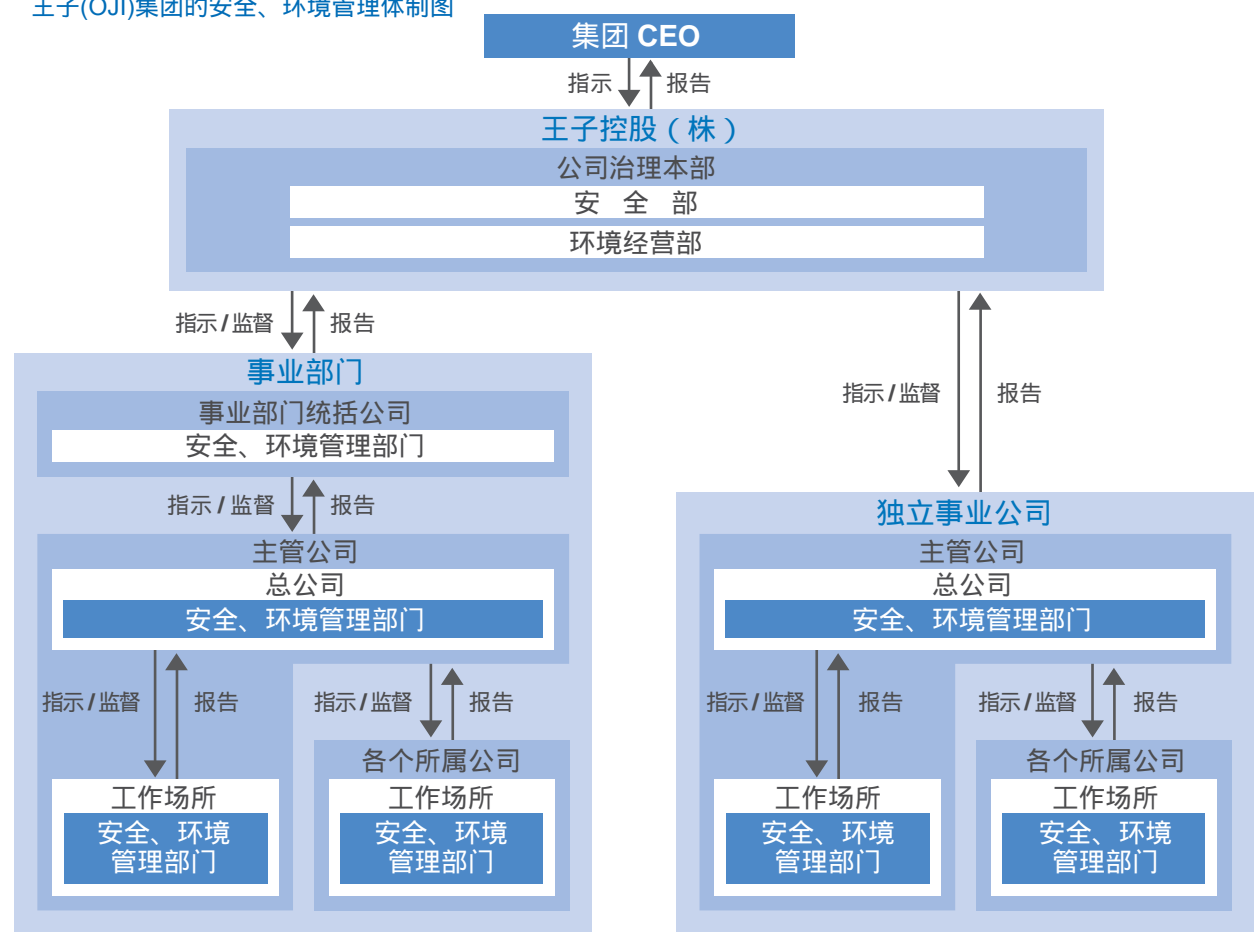 王子(OJI)集团的安全、环境管理体制图
集团 CEO
指示 报告
王子控股（株）
公司治理本部
安 全 部
环境经营部
指示/监督 报告
事业部门
事业部门统括公司
安全、环境管理部门
指示/监督 报告
主管公司
总公司
安全、环境管理部门
指示/监督 报告
指示/监督 报告
各个所属公司
工作场所
安全、环境
管理部门
工作场所
安全、环境
管理部门
指示/监督 报告
独立事业公司
主管公司
总公司
安全、环境管理部门
指示/监督 报告
指示/监督 报告
各个所属公司
工作场所
安全、环境
管理部门
工作场所
安全、环境
管理部门